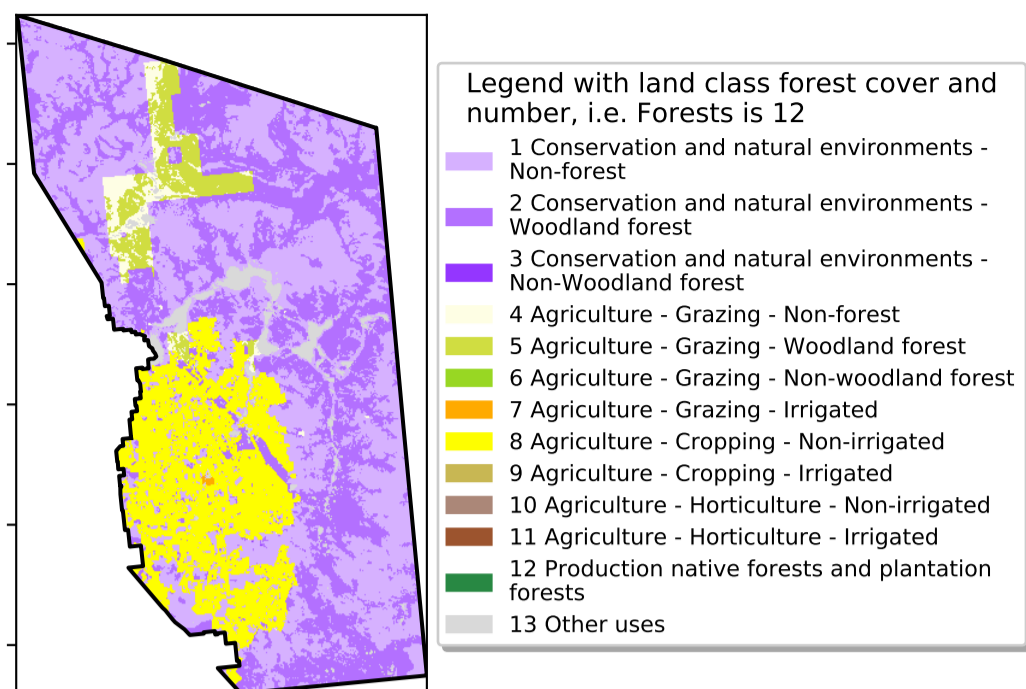 Legend with land class forest cover and
number, i.e. Forests is 12
1 Conservation and natural environments -
Non-forest
2 Conservation and natural environments -
Woodland forest
3 Conservation and natural environments -
Non-Woodland forest
4 Agriculture - Grazing - Non-forest
5 Agriculture - Grazing - Woodland forest
6 Agriculture - Grazing - Non-woodland forest
7 Agriculture - Grazing - Irrigated
8 Agriculture - Cropping - Non-irrigated
9 Agriculture - Cropping - Irrigated
10 Agriculture - Horticulture - Non-irrigated
11 Agriculture - Horticulture - Irrigated
12 Production native forests and plantation
forests
13 Other uses